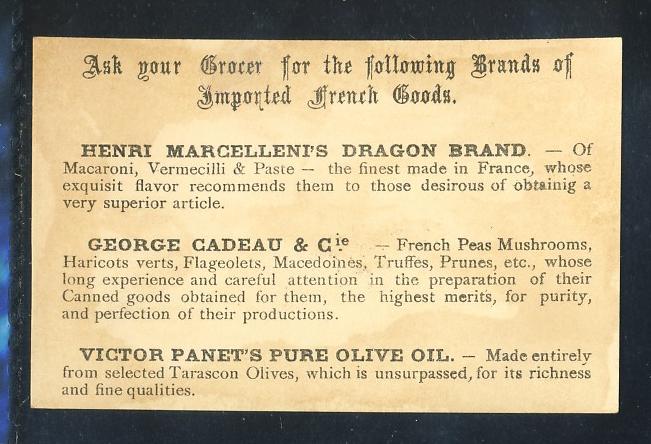 Ask your Grocer for the following Brands of
Imported French Goods.
HENRI MARCELLENI'S DRAGON BRAND. — Of
Macaroni, Vermecilli & Paste — the finest made in France, whose
exquisit flavor recommends them to those desirous of obtainig a
very superior article.
GEORGE CADEAU & Cie — French Peas Mushrooms,
Haricots verts, Flageolets, Macedoines, Truffes, Prunes, etc., whose
long experience and careful attention in the preparation of their
Canned goods obtained for them, the highest merits, for purity,
and perfection of their productions.
VICTOR PANET'S PURE OLIVE OIL. — Made entirely
from selected Tarascon Olives, which is unsurpassed, for its richness
and fine qualities.